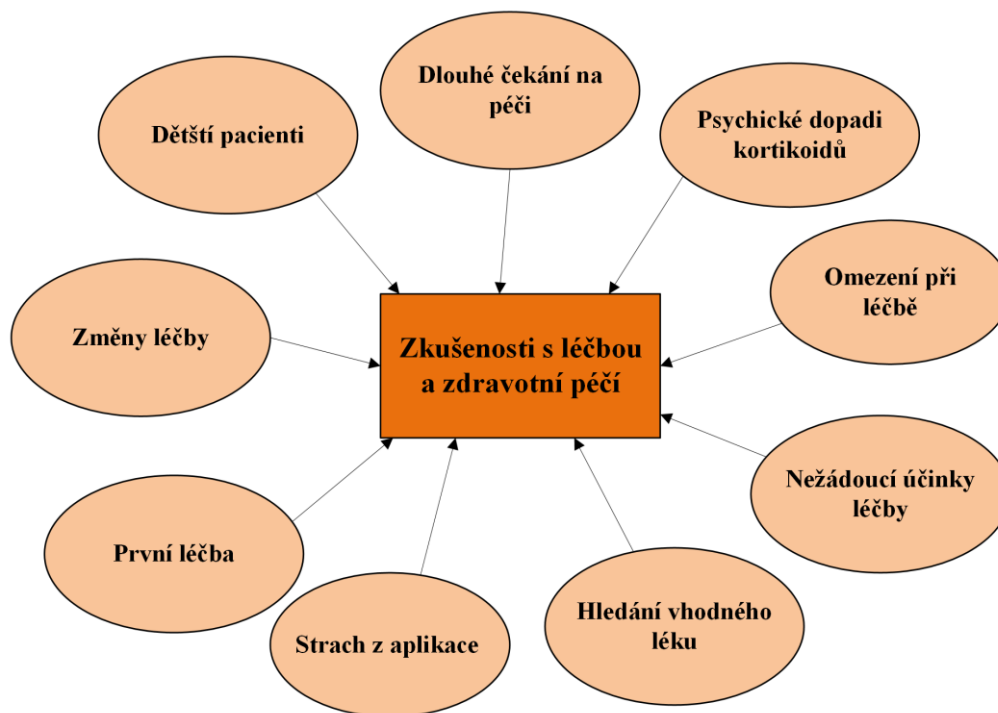 Dlouhé čekání na
péči
Dětští pacienti
Psychické dopadi
kortikoidů
Omezení při
léčbě
Změny léčby
Zkušenosti s léčbou
a zdravotní péčí
Nežádoucí účinky
léčby
První léčba
Strach z aplikace
Hledání vhodného
léku